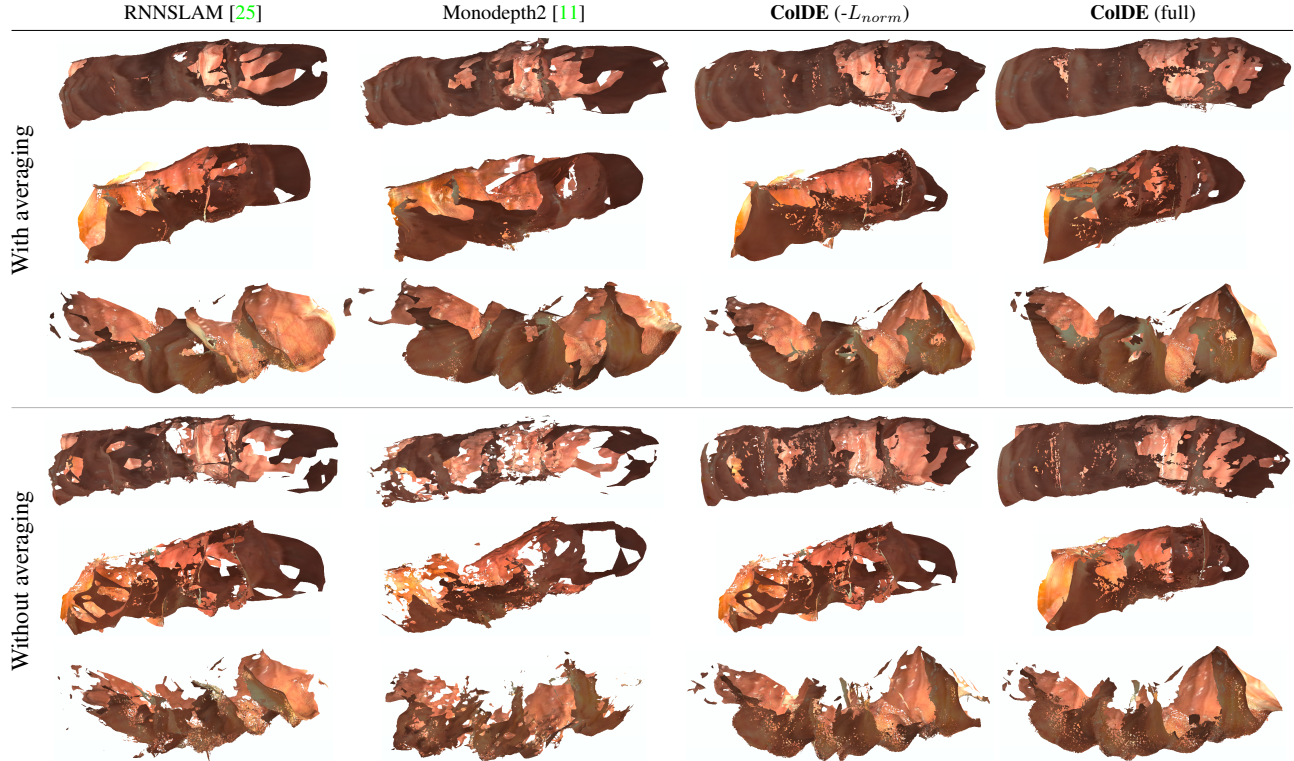 RNNSLAM [25] Monodepth2 [11] ColDE (-L_norm) ColDE (full)
With averaging
Without averaging